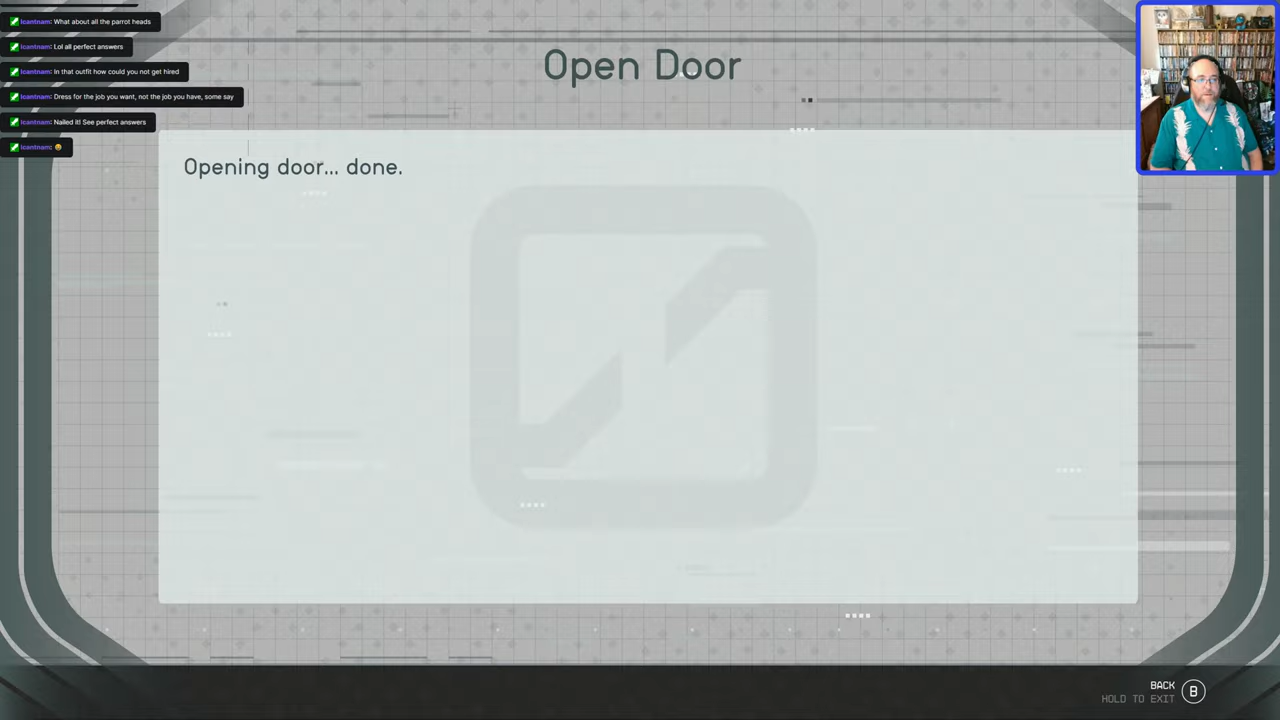 Icantnam: What about all the parrot heads
Icantnam: Lol all perfect answers
Icantnam: In that outfit how could you not get hired
Icantnam: Dress for the job you want, not the job you have, some say
Icantnam: Nailed it! See perfect answers
Icantnam: 😉
Open Door
Opening door... done.
BACK
HOLD TO EXIT
B